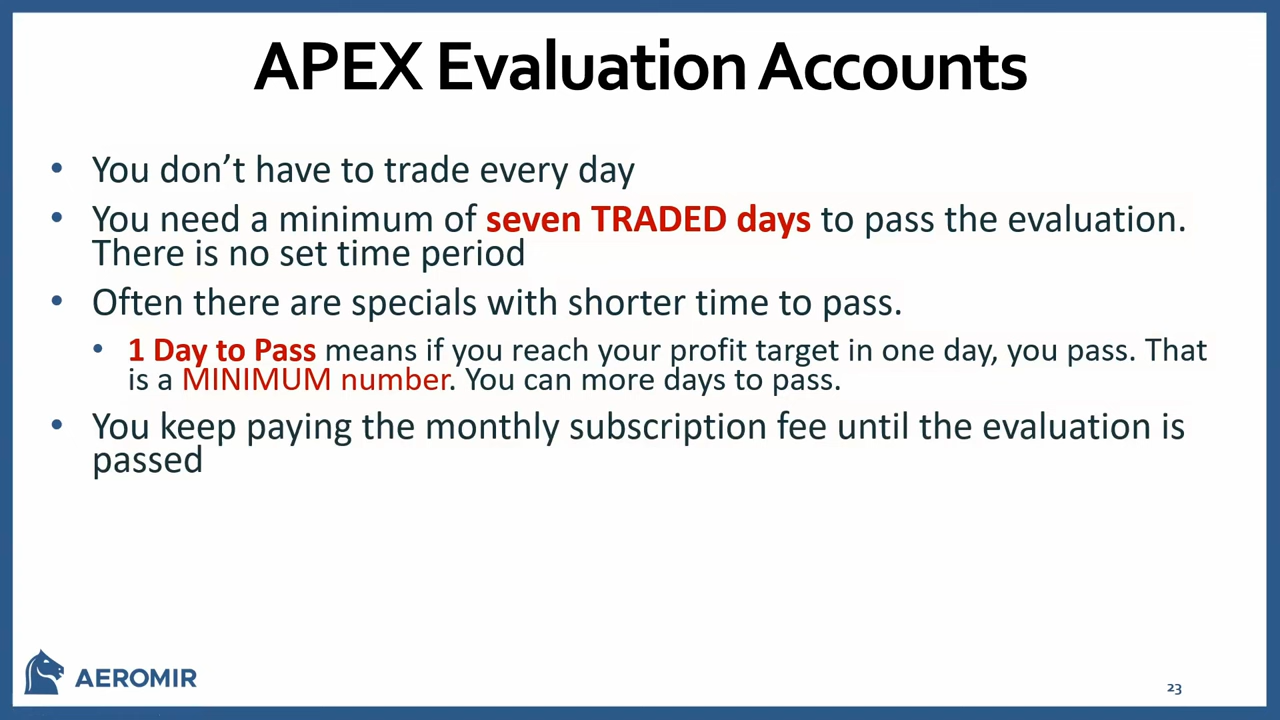 APEX Evaluation Accounts
• You don’t have to trade every day
• You need a minimum of seven TRADED days to pass the evaluation.
There is no set time period
• Often there are specials with shorter time to pass.
• 1 Day to Pass means if you reach your profit target in one day, you pass. That
is a MINIMUM number. You can more days to pass.
• You keep paying the monthly subscription fee until the evaluation is
passed
AEROMIR
23